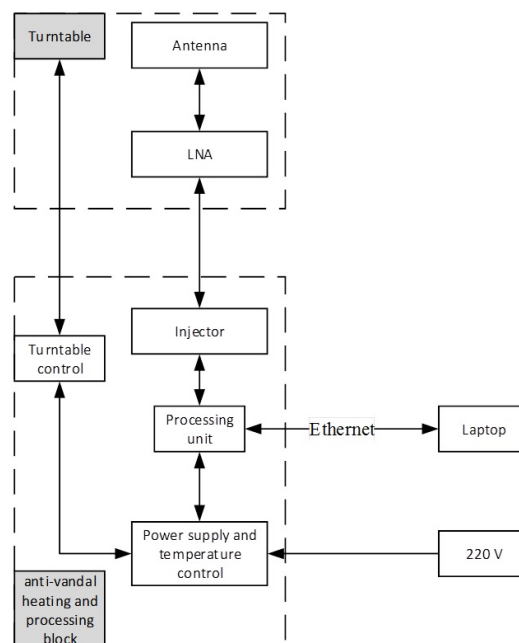 Turntable
Antenna
LNA
Injector
Turntable
control
Processing
unit
Ethernet
Laptop
Power supply and
temperature
control
220 V
anti-vandal
heating and
processing
block